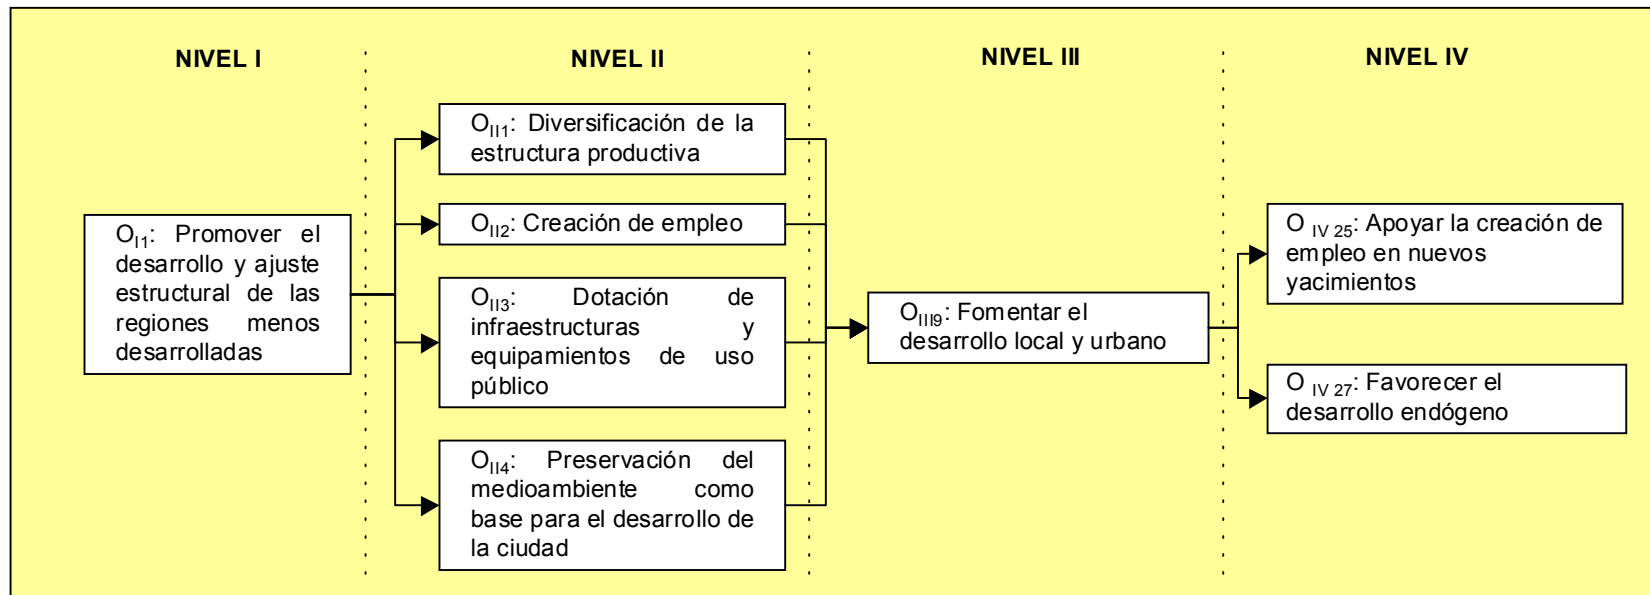 NIVEL I
NIVEL II
NIVEL III
NIVEL IV
OI1: Promover el
desarrollo y ajuste
estructural de las
regiones menos
desarrolladas
OII1: Diversificación de la
estructura productiva
OII2: Creación de empleo
OII3: Dotación de
infraestructuras y
equipamientos de uso
público
OII4: Preservación del
medioambiente como
base para el desarrollo de
la ciudad
OIII9: Fomentar el
desarrollo local y urbano
O IV 25: Apoyar la creación de
empleo en nuevos
yacimientos
O IV 27: Favorecer el
desarrollo endógeno